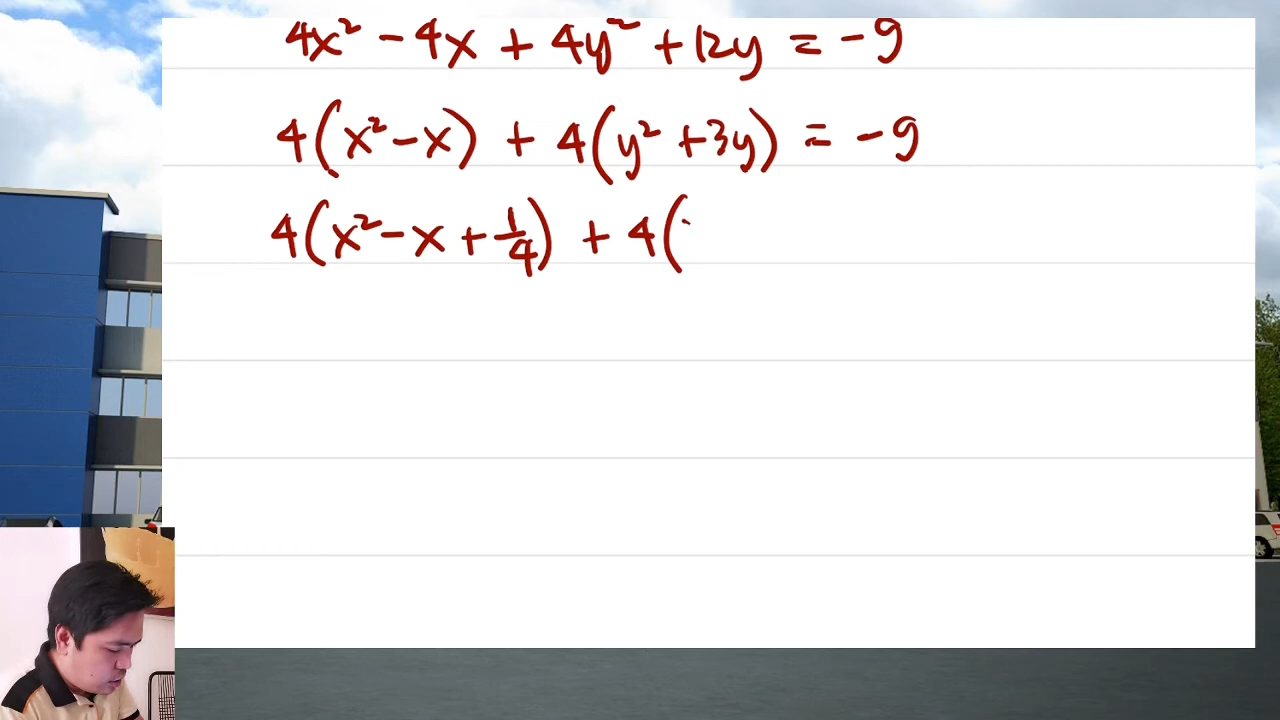 4x² - 4x + 4y² + 12y = -9
4(x² - x) + 4(y² + 3y) = -9
4(x² - x + 1/4) + 4(